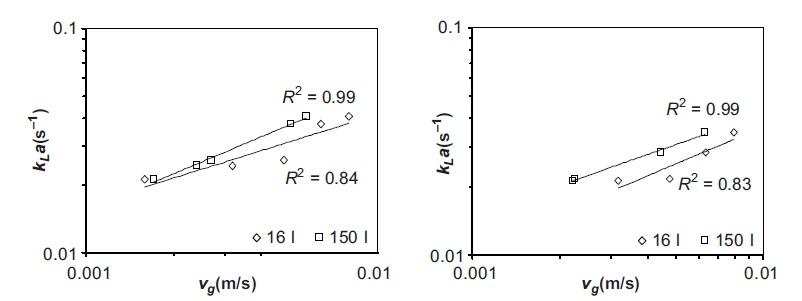 0.1
k_La(s⁻¹)
R² = 0.99
R² = 0.84
◇ 16 l □ 150 l
0.01
0.001
0.01
v_g(m/s)
0.1
k_La(s⁻¹)
R² = 0.99
R² = 0.83
◇ 16 l □ 150 l
0.01
0.001
0.01
v_g(m/s)